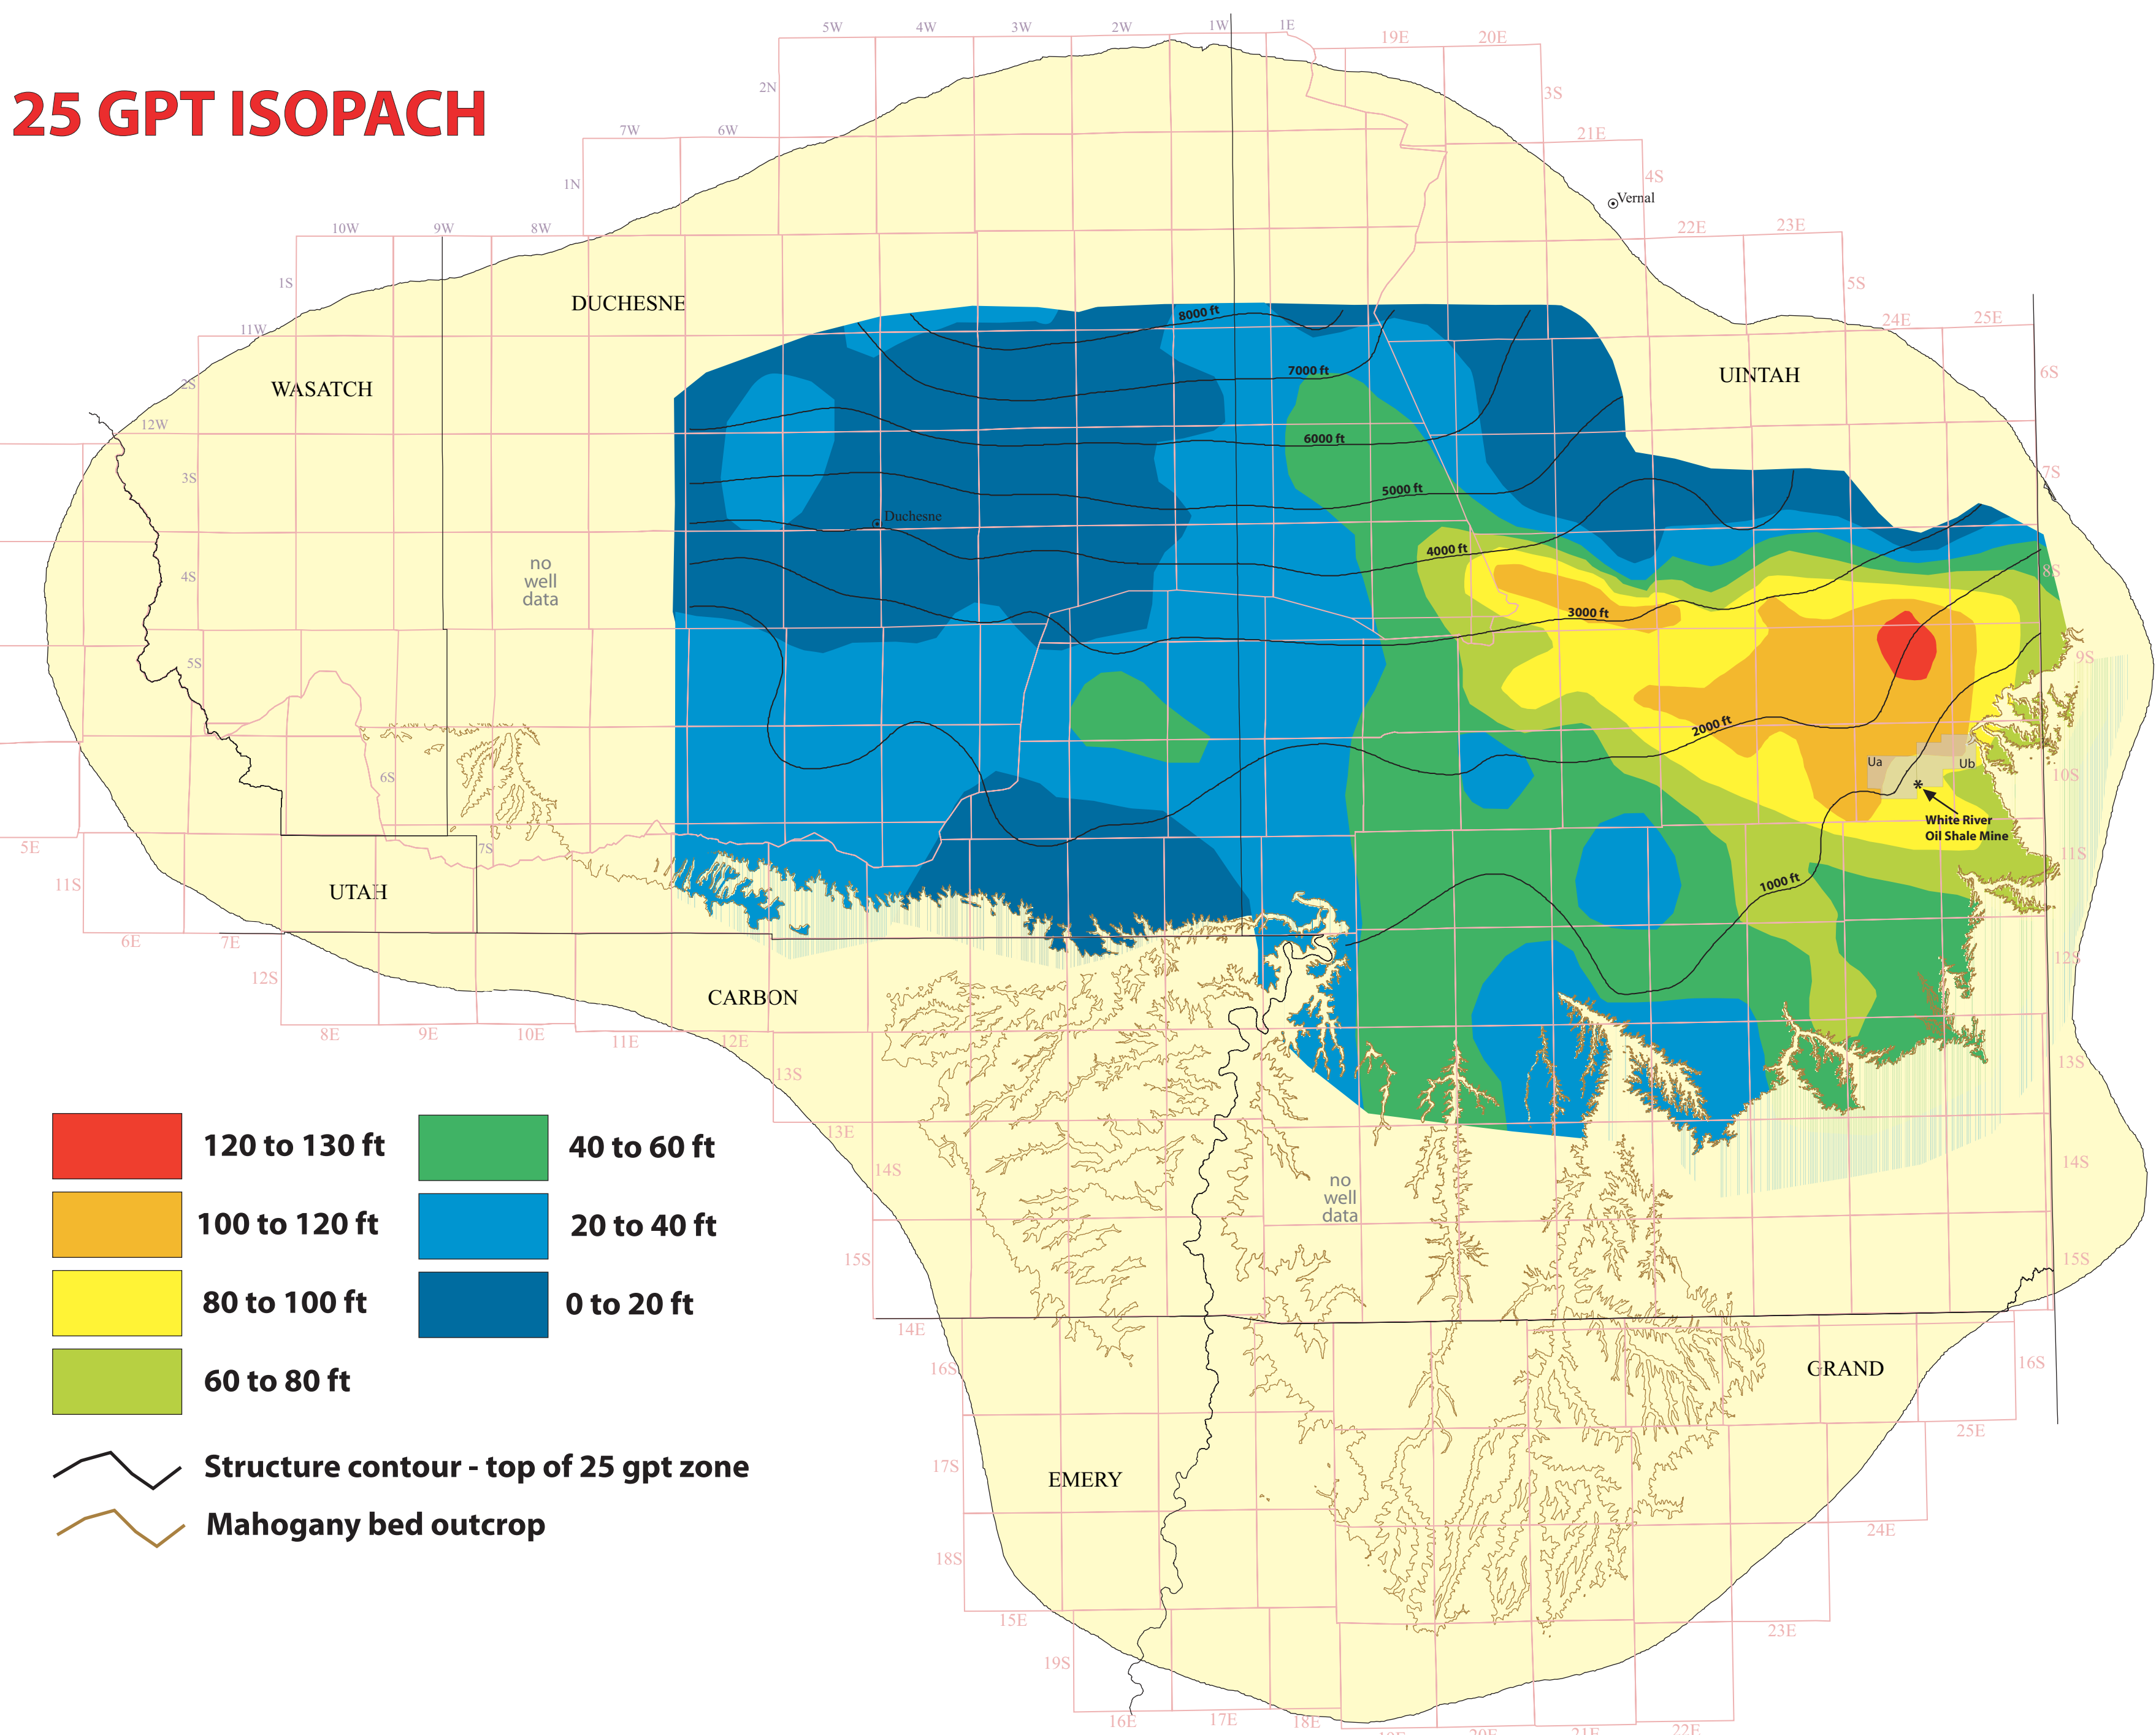 5W 4W 3W 2W 1W 1E
19E 20E
2N
3S
25 GPT ISOPACH
7W 6W
21E
1N
4S
Vernal
10W 9W 8W
22E 23E
1S
5S
DUCHESNE
8000 ft
24E 25E
11W
7000 ft
6S
2S
WASATCH
UINTAH
12W
6000 ft
7S
3S
5000 ft
Duchesne
4000 ft
no
well
data
4S
8S
3000 ft
5S
9S
2000 ft
6S
Ua
Ub
10S
*
White River
Oil Shale Mine
5E
7S
11S
11S
UTAH
1000 ft
6E 7E
12S
12S
CARBON
8E 9E 10E 11E 12E
13S
13S
13E
14S
14S
120 to 130 ft
40 to 60 ft
no
well
data
100 to 120 ft
20 to 40 ft
15S
15S
80 to 100 ft
0 to 20 ft
14E
16S
16S
GRAND
60 to 80 ft
25E
Structure contour - top of 25 gpt zone
17S
EMERY
Mahogany bed outcrop
24E
18S
15E
23E
19S
16E 17E 18E
19E 20E 21E 22E